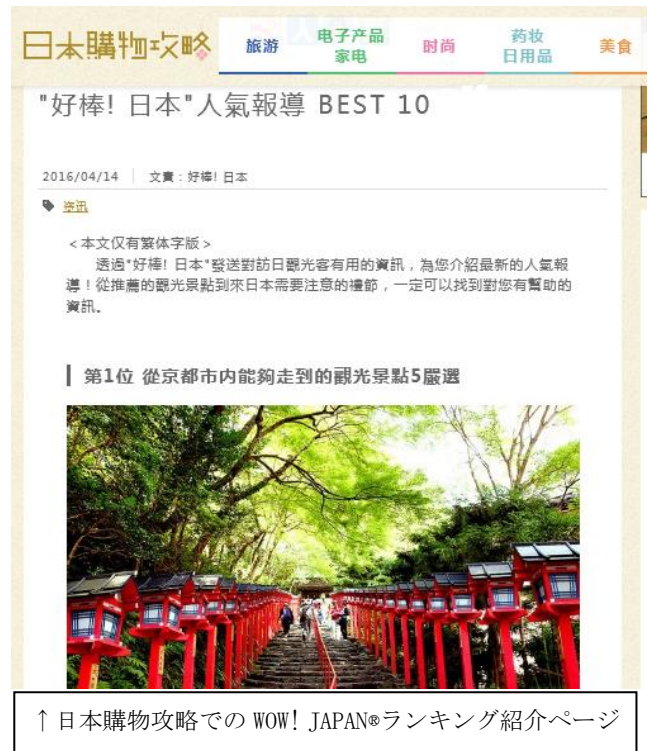 日本購物攻略
旅游
电子产品
家电
时尚
药妆
日用品
美食
"好棒! 日本"人氣報導 BEST 10
2016/04/14 | 文責：好棒! 日本
资讯
＜本文仅有繁体字版＞
透過"好棒! 日本"發送對訪日觀光客有用的資訊，為您介紹最新的人氣報
導！從推薦的觀光景點到來日本需要注意的禮節，一定可以找到對您有幫助的
資訊。
第1位 從京都市内能夠走到的觀光景點5嚴選
↑日本購物攻略での WOW! JAPAN®ランキング紹介ページ